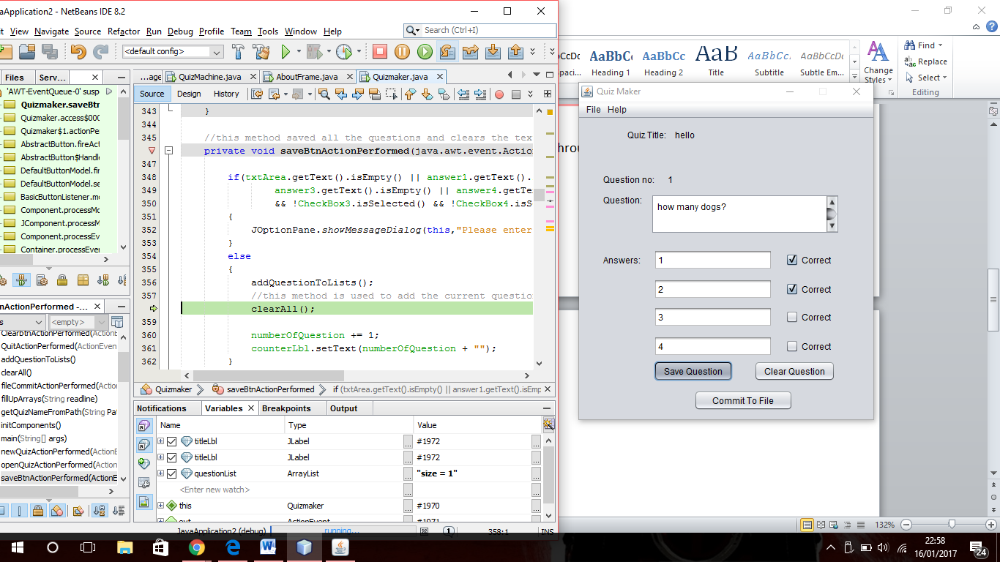 JavaApplication2 - NetBeans IDE 8.2
View Navigate Source Refactor Run Debug Profile Team Tools Window Help
Search (Ctrl+I)
<default config>
Files Serv...
...age QuizMachine.java AboutFrame.java Quizmaker.java
Source Design History
'AWT-EventQueue-0' susp
Quizmaker.saveBtr
Quizmaker.access$000
Quizmaker$1.actionPe
AbstractButton.fireAct
AbstractButton$Handle
DefaultButtonModel.fir
DefaultButtonModel.se
BasicButtonListener.mo
Component.processMo
JComponent.processM
Component.processEv
Container.processEve
nActionPerformed -...
s <empty>
ClearbtnActionPerformed(ActionE
QuitActionPerformed(ActionEven
addQuestionToLists()
clearAll()
fileCommitActionPerformed(Actio
fillUpArrays(String readline)
getQuizNameFromPath(String Pat
initComponents()
main(String[] args)
newQuizActionPerformed(ActionE
openQuizActionPerformed(Action
saveBtnActionPerformed(ActionE
343 }
344
345 //this method saved all the questions and clears the tex
private void saveBtnActionPerformed(java.awt.event.Actio
347
348 if(txtArea.getText().isEmpty() || answer1.getText().
349 answer3.getText().isEmpty() || answer4.getTe
350 && !CheckBox3.isSelected() && !CheckBox4.isS
351 {
352 JOptionPane.showMessageDialog(this,"Please enter
353 }
354 else
355 {
356 addQuestionToLists();
357 //this method is used to add the current questio
clearAll();
359
360 numberOfQuestion += 1;
361 counterLbl.setText(numberOfQuestion + "");
362 }
Quizmaker saveBtnActionPerformed if (txtArea.getText().isEmpty() || answer1.getText().isEmp
Notifications Variables Breakpoints Output
Name Type Value
titleLbl JLabel ... #1972 ...
titleLbl JLabel ... #1972 ...
questionList ArrayList ... "size = 1" ...
<Enter new watch> ... ...
this Quizmaker ... #1970 ...
evt ActionEvent #1971
JavaApplication2 (debug) running... 1 358:1 INS
AaBbCcDc AaBbC AaBbCc AaB AaBbCc. AaBbCcDc
Heading 1 Heading 2 Title Subtitle Subtle Em...
Change
Styles
Find
Replace
Select
Editing
hrou
Quiz Maker
File Help
Quiz Title: hello
Question no: 1
Question: how many dogs?
Answers: 1 Correct
2 Correct
3 Correct
4 Correct
Save Question Clear Question
Commit To File
132%
22:58
16/01/2017
24